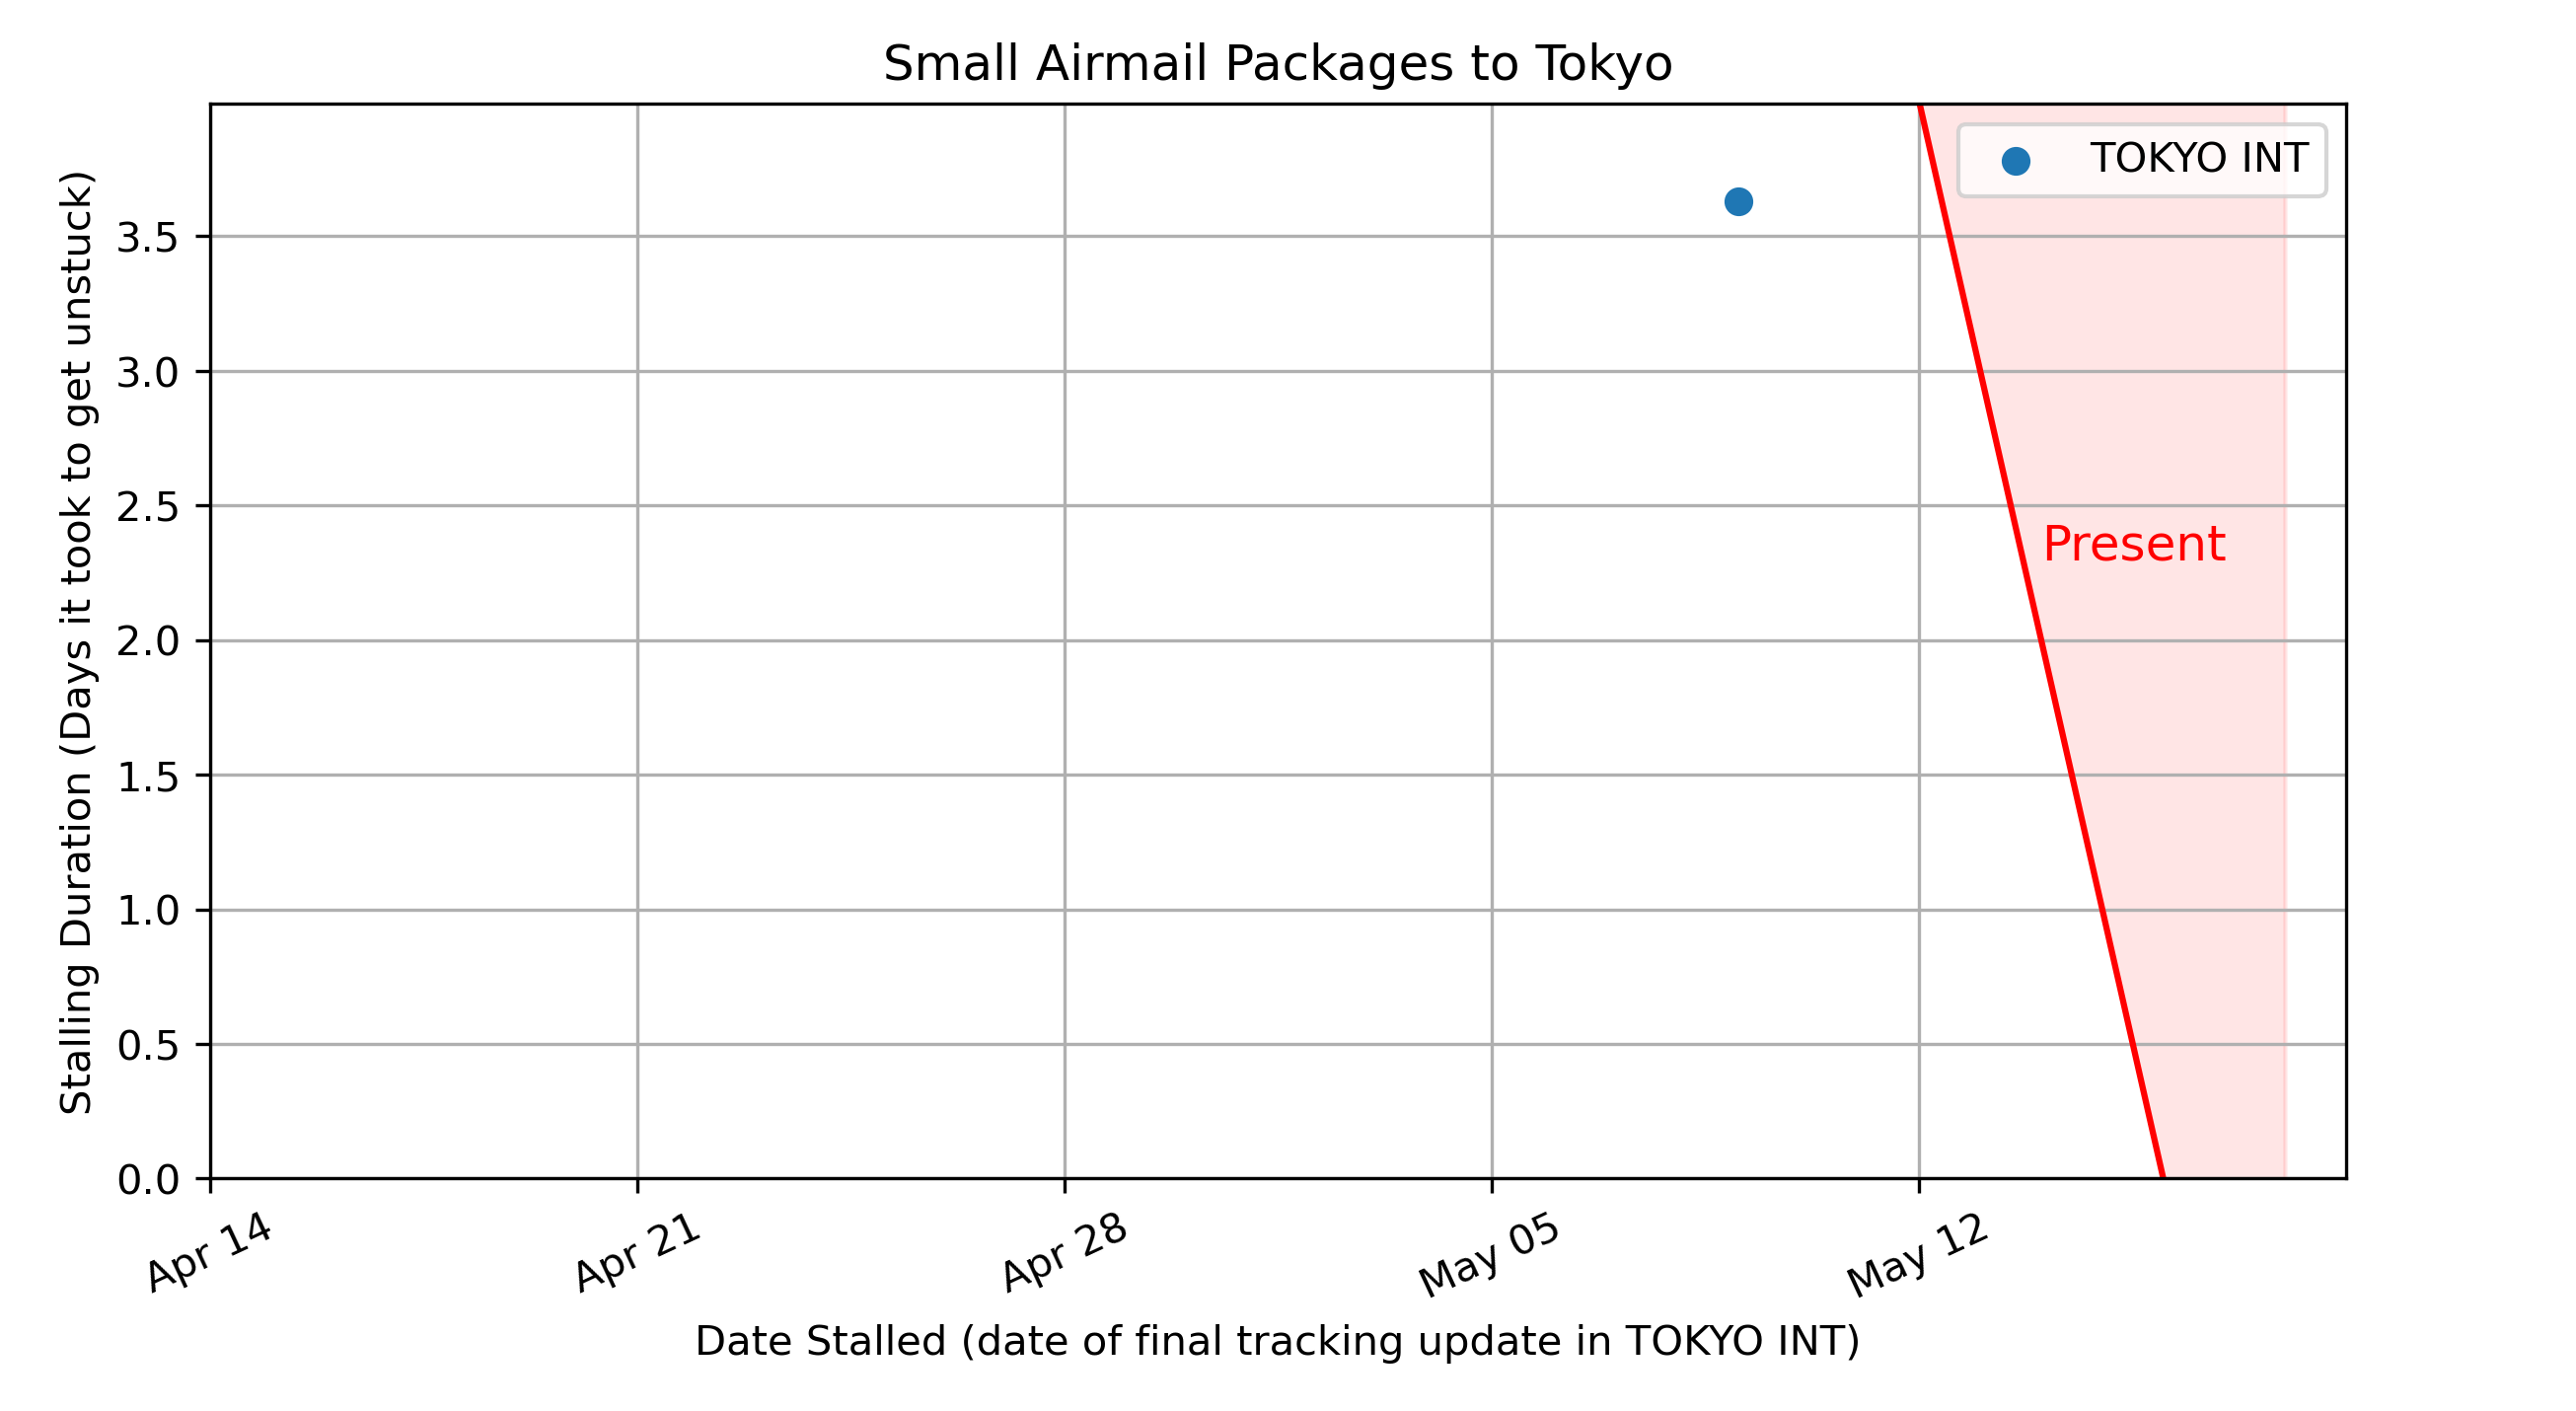 Small Airmail Packages to Tokyo
TOKYO INT
Present
Stalling Duration (Days it took to get unstuck)
3.5
3.0
2.5
2.0
1.5
1.0
0.5
0.0
Apr 14
Apr 21
Apr 28
May 05
May 12
Date Stalled (date of final tracking update in TOKYO INT)